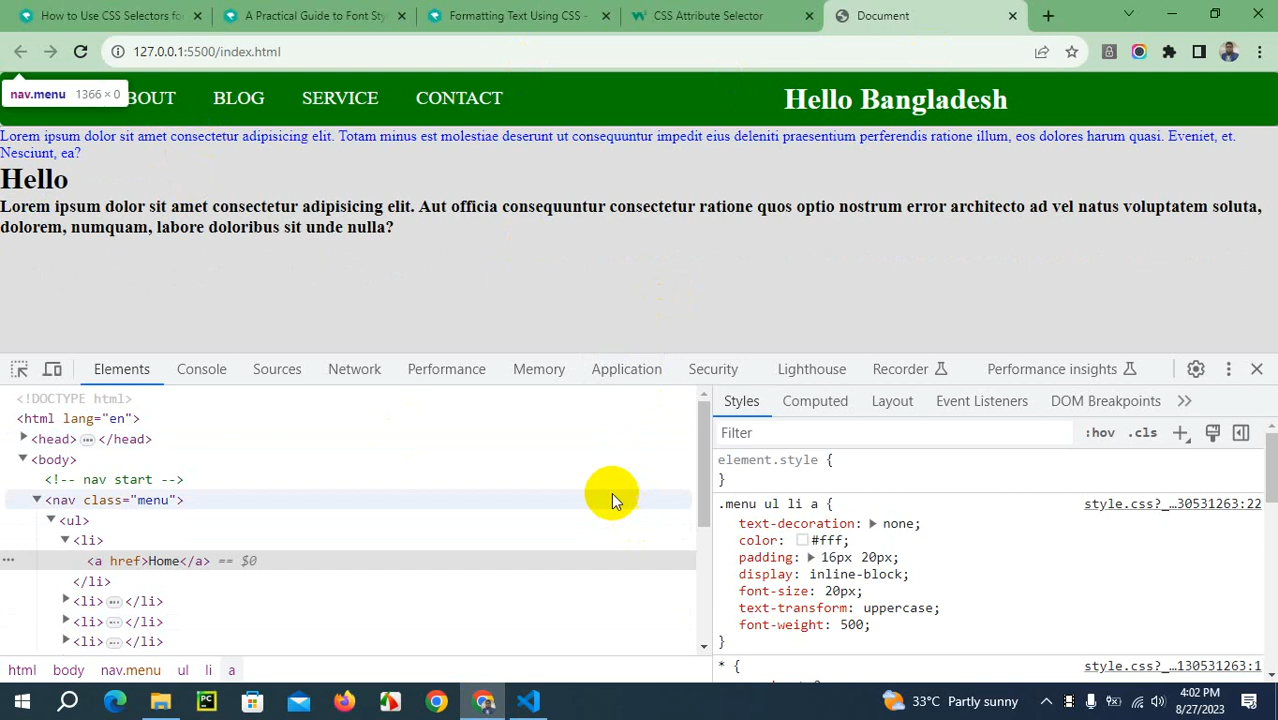 How to Use CSS Selectors for
A Practical Guide to Font Sty
Formatting Text Using CSS -
CSS Attribute Selector
Document
127.0.0.1:5500/index.html
nav.menu 1366 × 0
BOUT BLOG SERVICE CONTACT Hello Bangladesh
Lorem ipsum dolor sit amet consectetur adipisicing elit. Totam minus est molestiae deserunt ut consequuntur impedit eius deleniti praesentium perferendis ratione illum, eos dolores harum quasi. Eveniet, et.
Nesciunt, ea?
Hello
Lorem ipsum dolor sit amet consectetur adipisicing elit. Aut officia consequuntur consectetur ratione quos optio nostrum error architecto ad vel natus voluptatem soluta,
dolorem, numquam, labore doloribus sit unde nulla?
Elements Console Sources Network Performance Memory Application Security Lighthouse Recorder Performance insights
<!DOCTYPE html>
<html lang="en">
<head> ••• </head>
<body>
<!-- nav start -->
<nav class="menu">
<ul>
<li>
<a href>Home</a> == $0
</li>
<li> ••• </li>
<li> ••• </li>
<li> ••• </li>
html body nav.menu ul li a
Styles Computed Layout Event Listeners DOM Breakpoints
Filter :hov .cls
element.style {
}
.menu ul li a { style.css?_…30531263:22
text-decoration: none;
color: #fff;
padding: 16px 20px;
display: inline-block;
font-size: 20px;
text-transform: uppercase;
font-weight: 500;
}
* { style.css?_…130531263:1
33°C Partly sunny
4:02 PM
8/27/2023